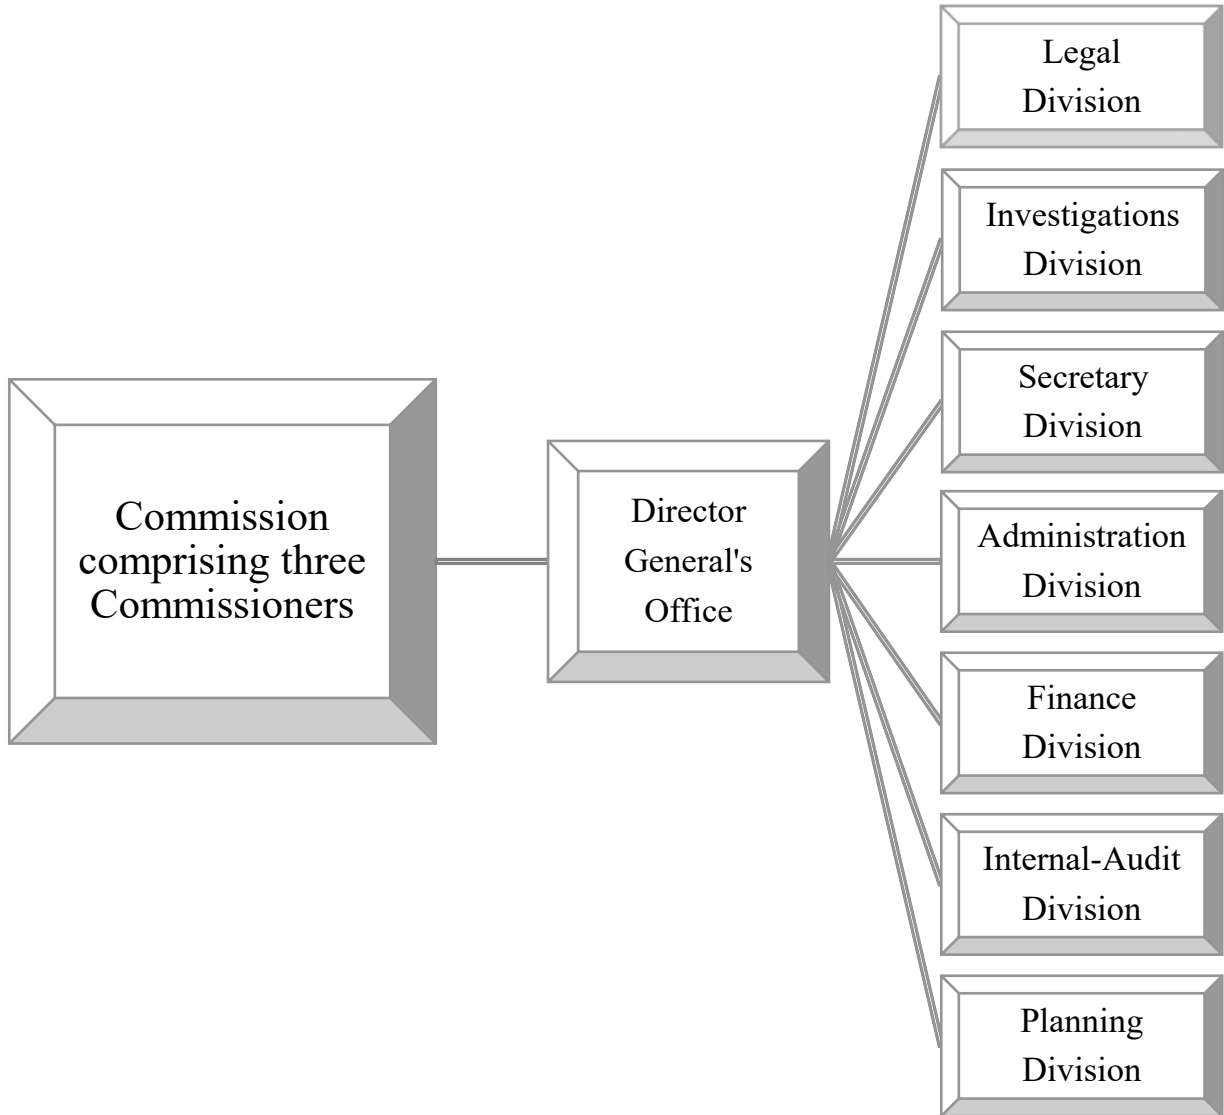 Commission
comprising three
Commissioners
Director
General's
Office
Legal
Division
Investigations
Division
Secretary
Division
Administration
Division
Finance
Division
Internal-Audit
Division
Planning
Division